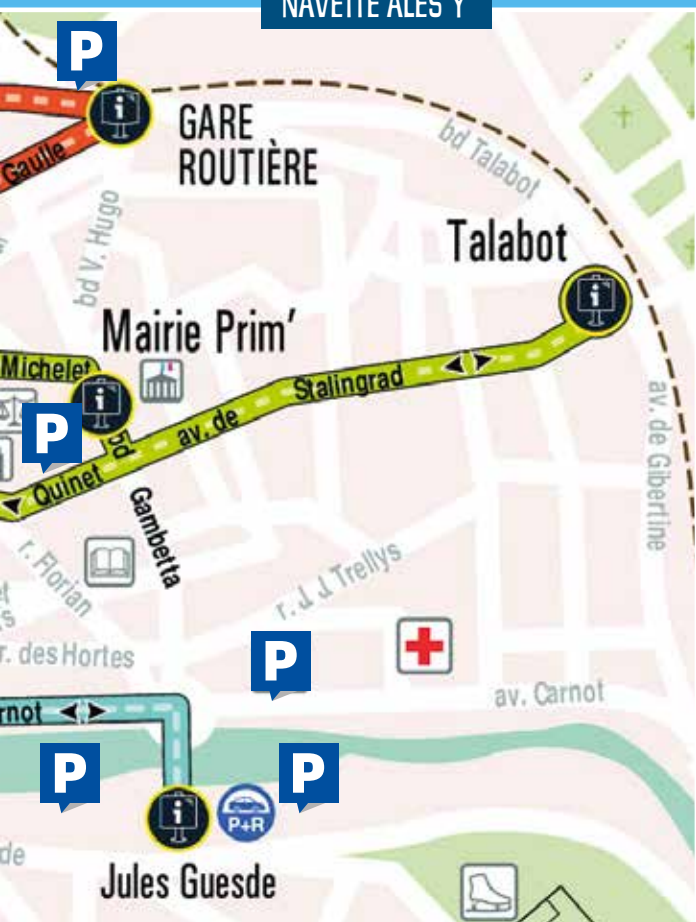 NAVETTE ALÈS'Y
P
GARE
ROUTIÈRE
Gaulle
bd Talabot
bd V. Hugo
Talabot
Mairie Prim'
Michelet
P
bd
av. de Stalingrad
Quinet
Gambetta
av. de Gibertine
r. Florian
r. J J Trellys
r. des Hortes
P
av. Carnot
rnot
P
P
P+R
de
Jules Guesde